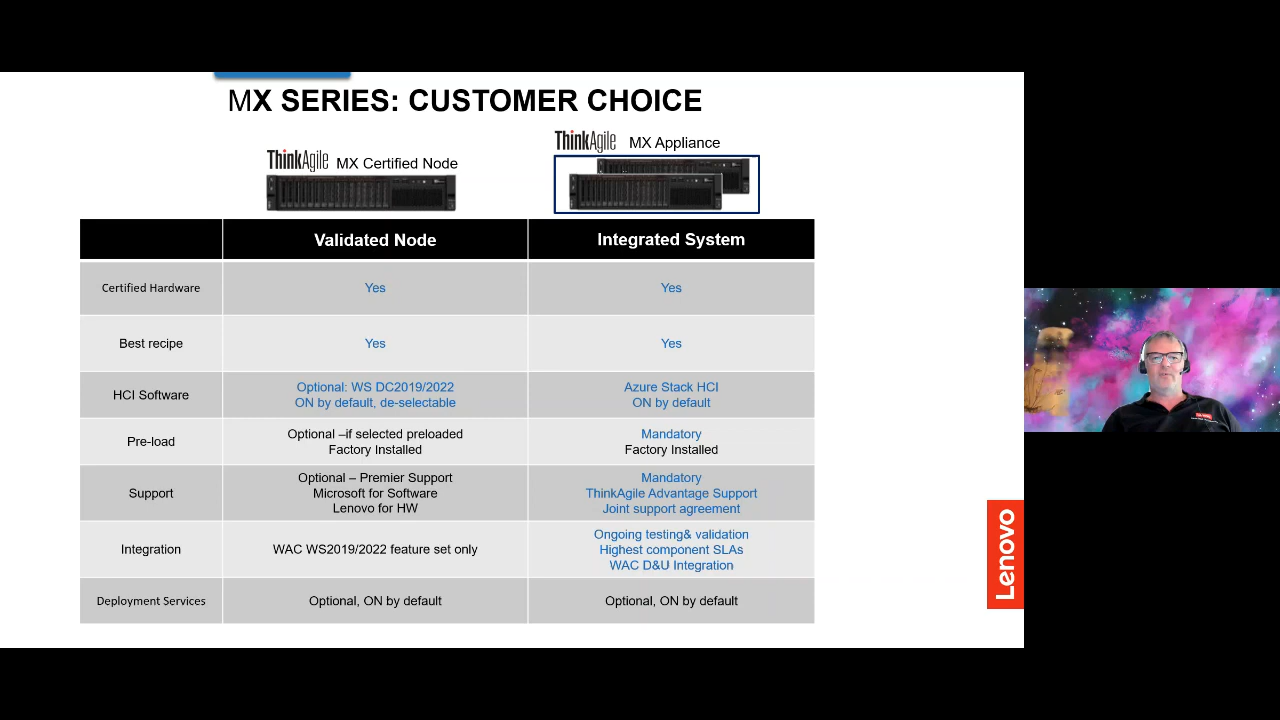 MX SERIES: CUSTOMER CHOICE
ThinkAgile MX Certified Node
ThinkAgile MX Appliance
Validated Node
Integrated System
Certified Hardware
Yes
Yes
Best recipe
Yes
Yes
HCI Software
Optional: WS DC2019/2022
ON by default, de-selectable
Azure Stack HCI
ON by default
Pre-load
Optional –if selected preloaded
Factory Installed
Mandatory
Factory Installed
Support
Optional – Premier Support
Microsoft for Software
Lenovo for HW
Mandatory
ThinkAgile Advantage Support
Joint support agreement
Integration
WAC WS2019/2022 feature set only
Ongoing testing& validation
Highest component SLAs
WAC D&U Integration
Deployment Services
Optional, ON by default
Optional, ON by default
Lenovo